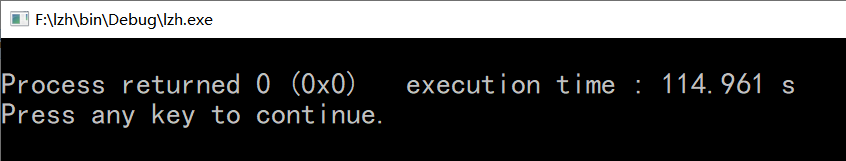 F:\lzh\bin\Debug\lzh.exe
Process returned 0 (0x0)   execution time : 114.961 s
Press any key to continue.